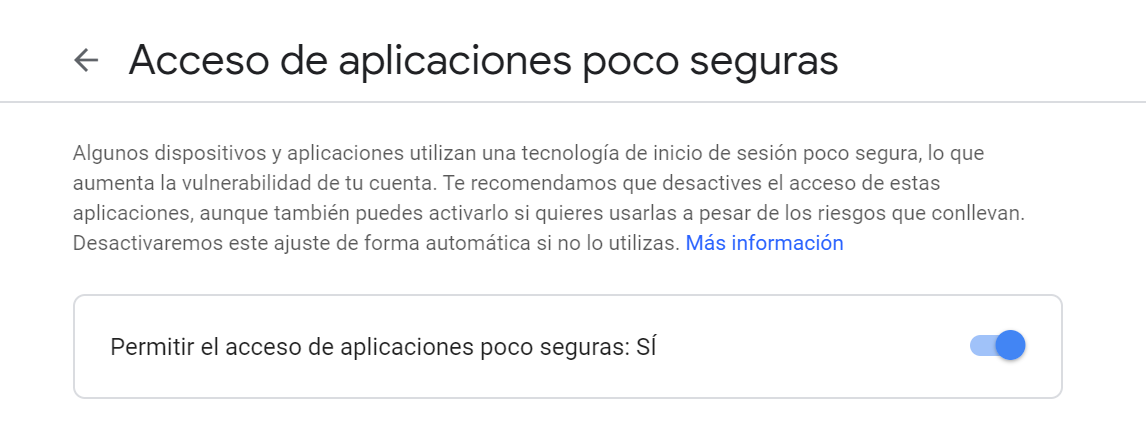 Acceso de aplicaciones poco seguras
Algunos dispositivos y aplicaciones utilizan una tecnología de inicio de sesión poco segura, lo que
aumenta la vulnerabilidad de tu cuenta. Te recomendamos que desactives el acceso de estas
aplicaciones, aunque también puedes activarlo si quieres usarlas a pesar de los riesgos que conllevan.
Desactivaremos este ajuste de forma automática si no lo utilizas. Más información
Permitir el acceso de aplicaciones poco seguras: SÍ